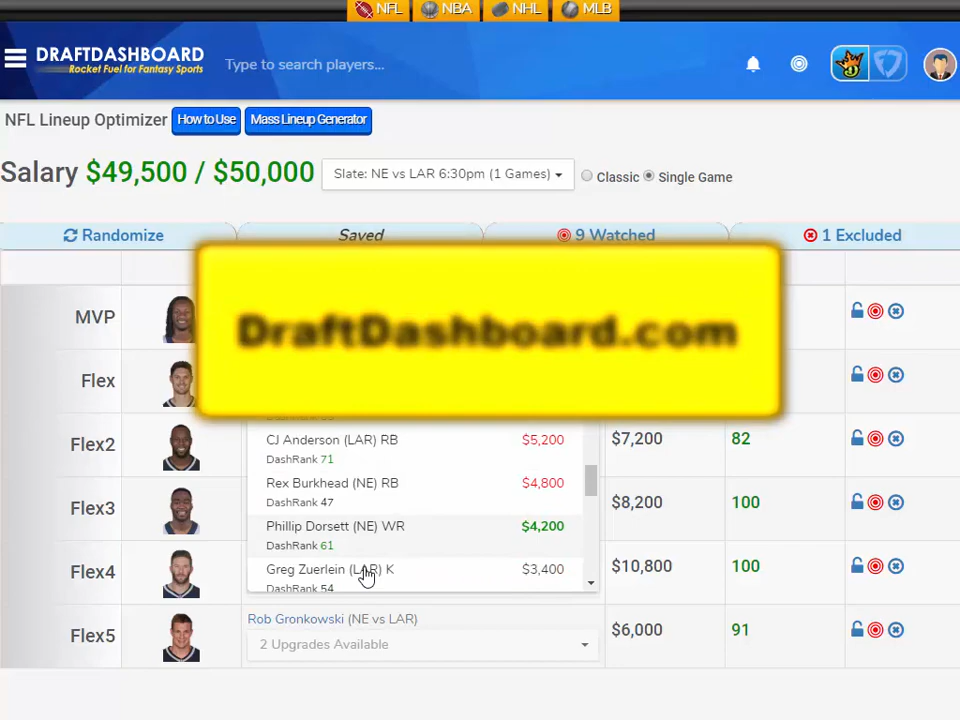 NFL NBA NHL MLB
DRAFTDASHBOARD
Rocket Fuel for Fantasy Sports
Type to search players...
NFL Lineup Optimizer How to Use Mass Lineup Generator
Salary $49,500 / $50,000 Slate: NE vs LAR 6:30pm (1 Games) Classic Single Game
Randomize Saved 9 Watched 1 Excluded
MVP
DraftDashboard.com
Flex
CJ Anderson (LAR) RB $5,200
Flex2 $7,200 82
DashRank 71
Rex Burkhead (NE) RB $4,800
Flex3 $8,200 100
DashRank 47
Phillip Dorsett (NE) WR $4,200
DashRank 61
Flex4 Greg Zuerlein (LAR) K $3,400 $10,800 100
DashRank 54
Rob Gronkowski (NE vs LAR)
Flex5 $6,000 91
2 Upgrades Available